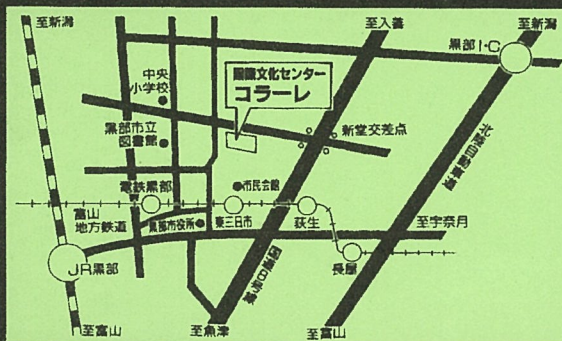 至新潟
至入善
至新潟
黒部I・C
中央
小学校
国際文化センター
コラーレ
黒部市立
図書館
新堂交差点
北陸自動車道
電鉄黒部
市民会館
富山
地方鉄道
黒部市役所
東三日市
荻生
至宇奈月
長屋
JR黒部
国道8号線
至富山
至魚津
至富山